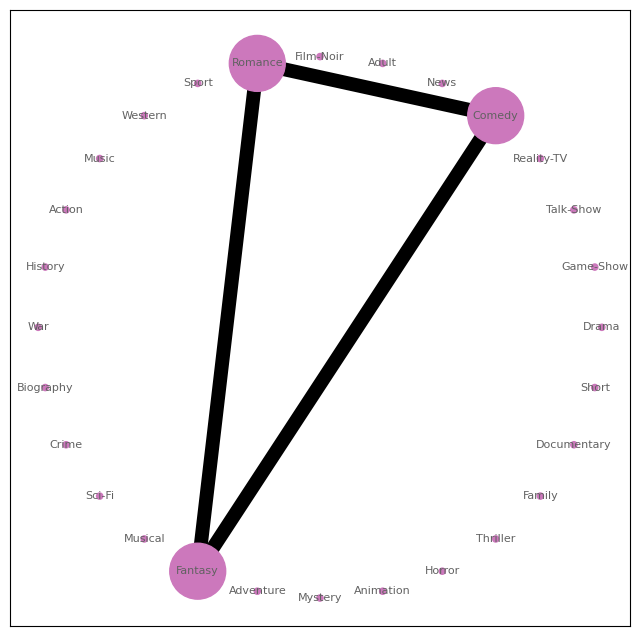 Film-Noir
Romance
Adult
Sport
News
Western
Comedy
Music
Reality-TV
Action
Talk-Show
History
Game-Show
War
Drama
Biography
Short
Crime
Documentary
Sci-Fi
Family
Musical
Thriller
Fantasy
Horror
Adventure
Animation
Mystery